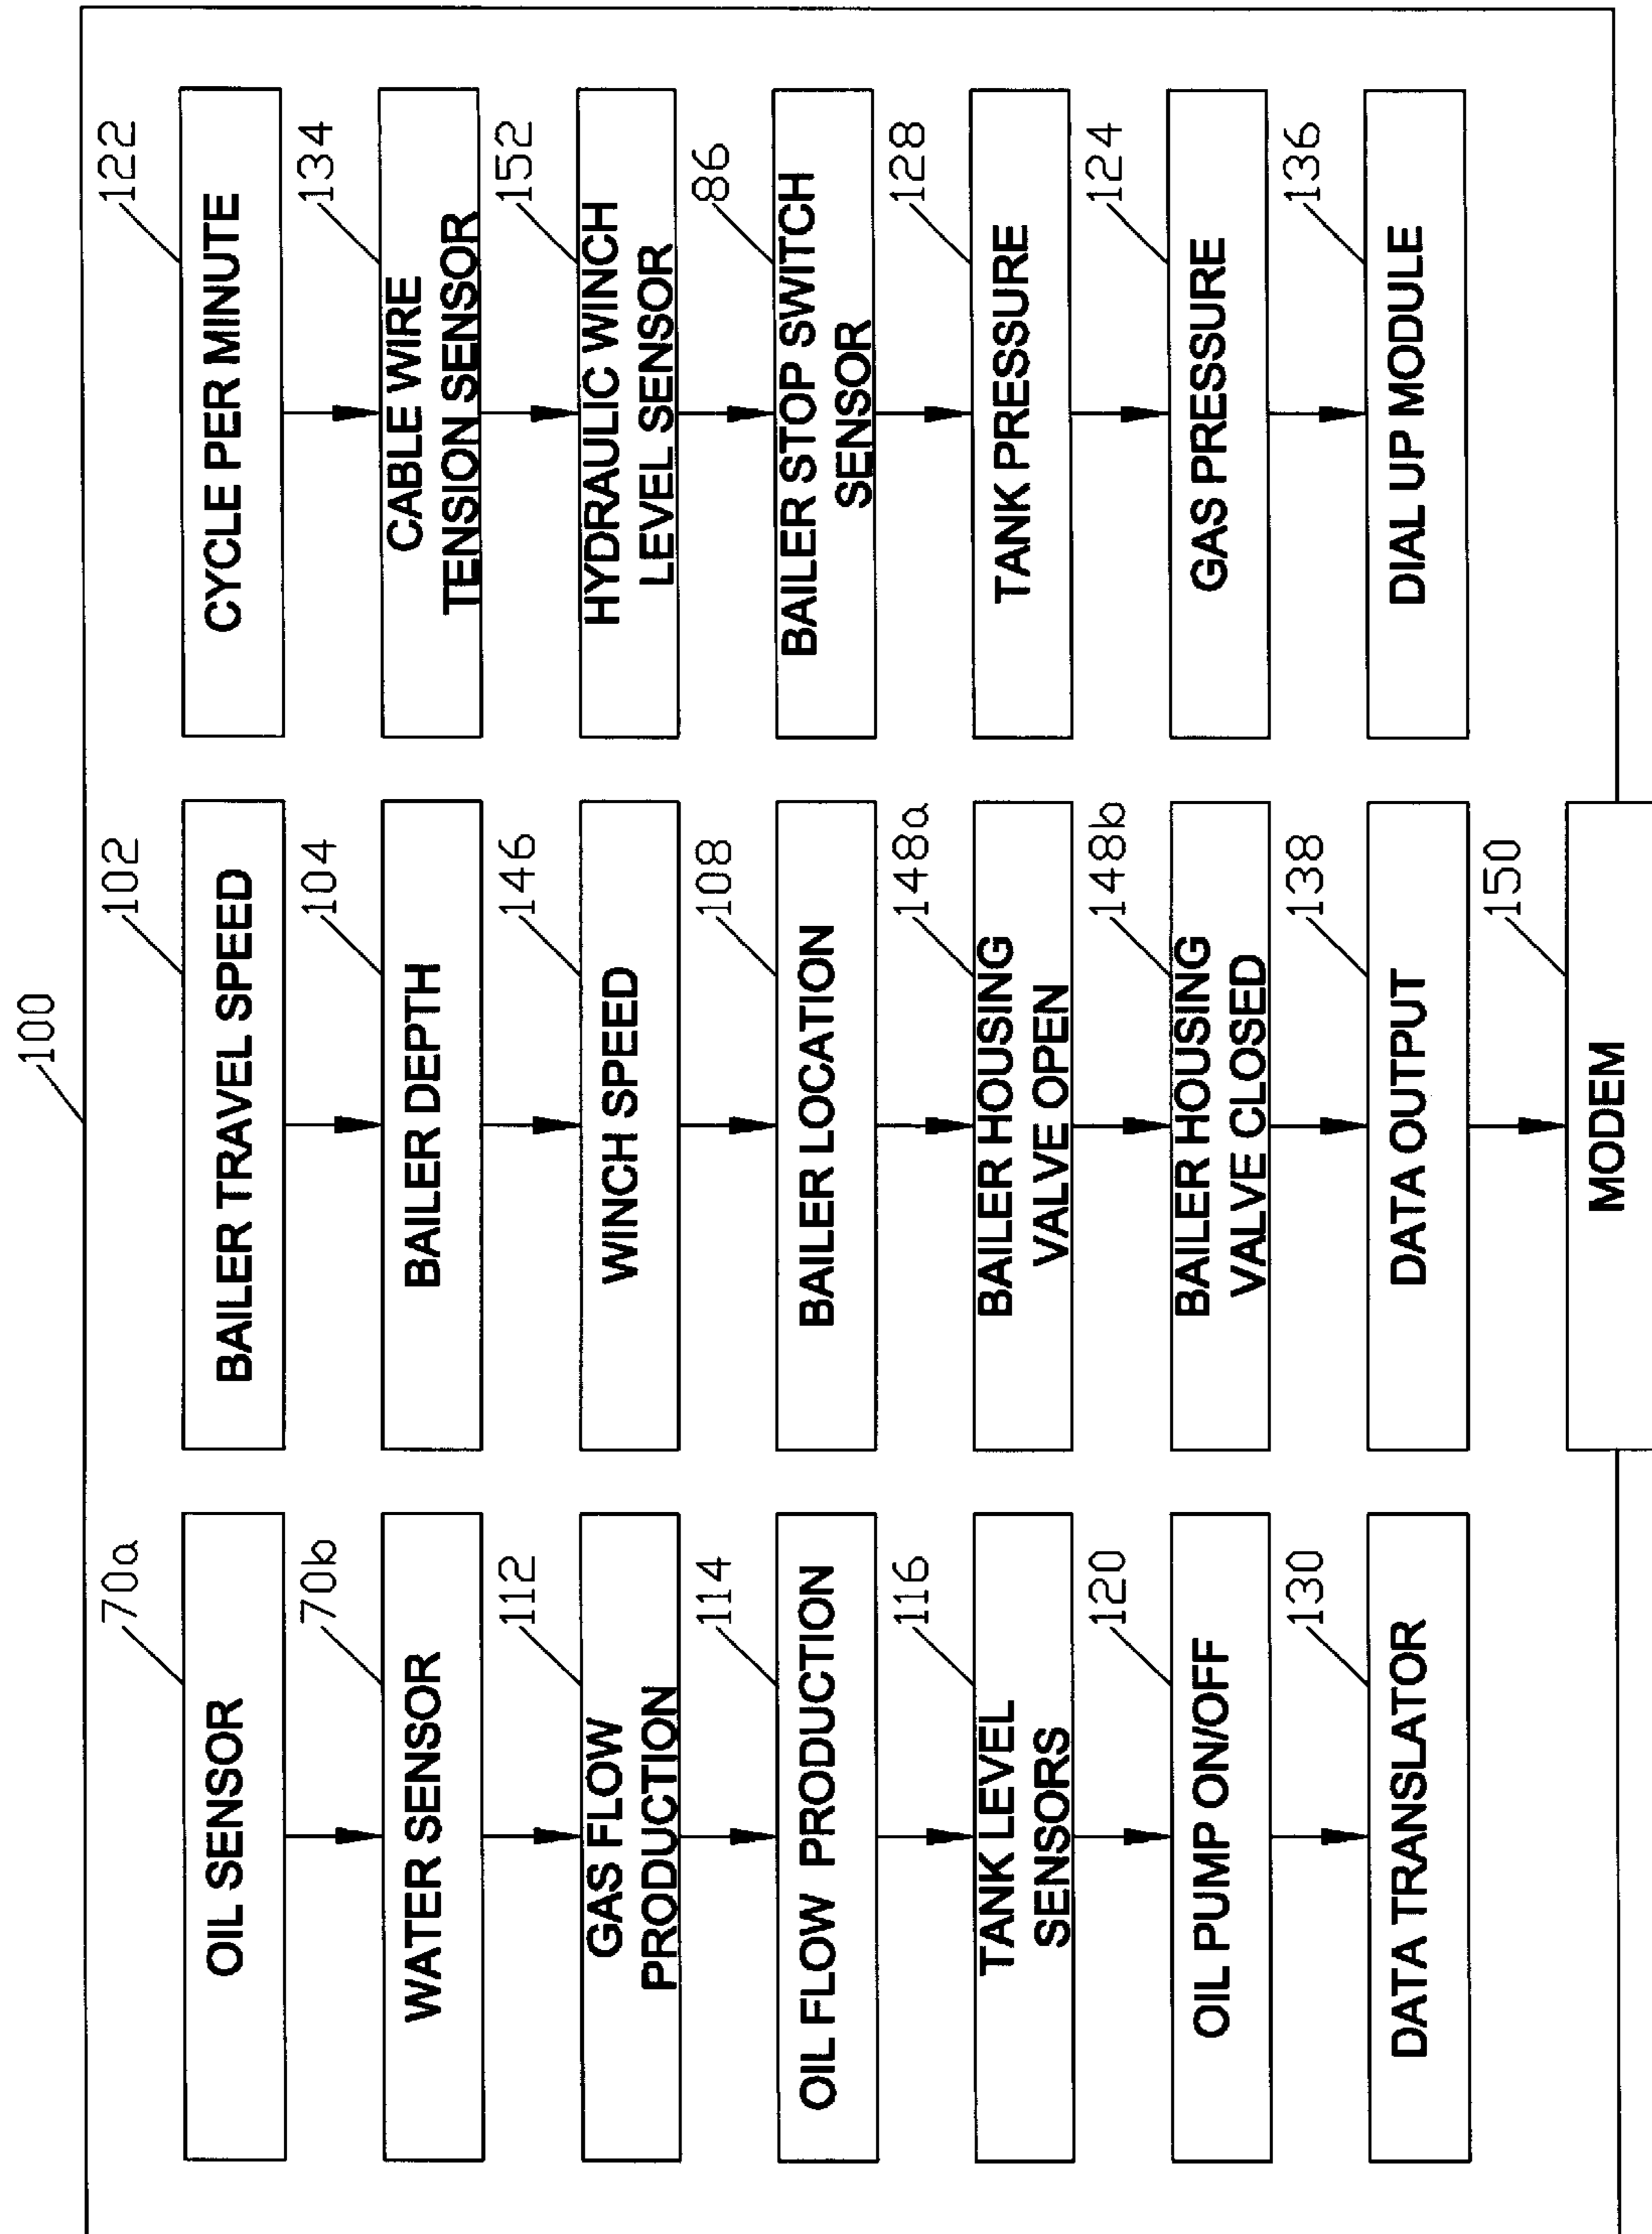 100
70a
OIL SENSOR
70b
WATER SENSOR
112
GAS FLOW
PRODUCTION
114
OIL FLOW PRODUCTION
116
TANK LEVEL
SENSORS
120
OIL PUMP ON/OFF
130
DATA TRANSLATOR
102
BAILER TRAVEL SPEED
104
BAILER DEPTH
146
WINCH SPEED
108
BAILER LOCATION
148a
BAILER HOUSING
VALVE OPEN
148b
BAILER HOUSING
VALVE CLOSED
138
DATA OUTPUT
150
MODEM
122
CYCLE PER MINUTE
134
CABLE WIRE
TENSION SENSOR
152
HYDRAULIC WINCH
LEVEL SENSOR
86
BAILER STOP SWITCH
SENSOR
128
TANK PRESSURE
124
GAS PRESSURE
136
DIAL UP MODULE